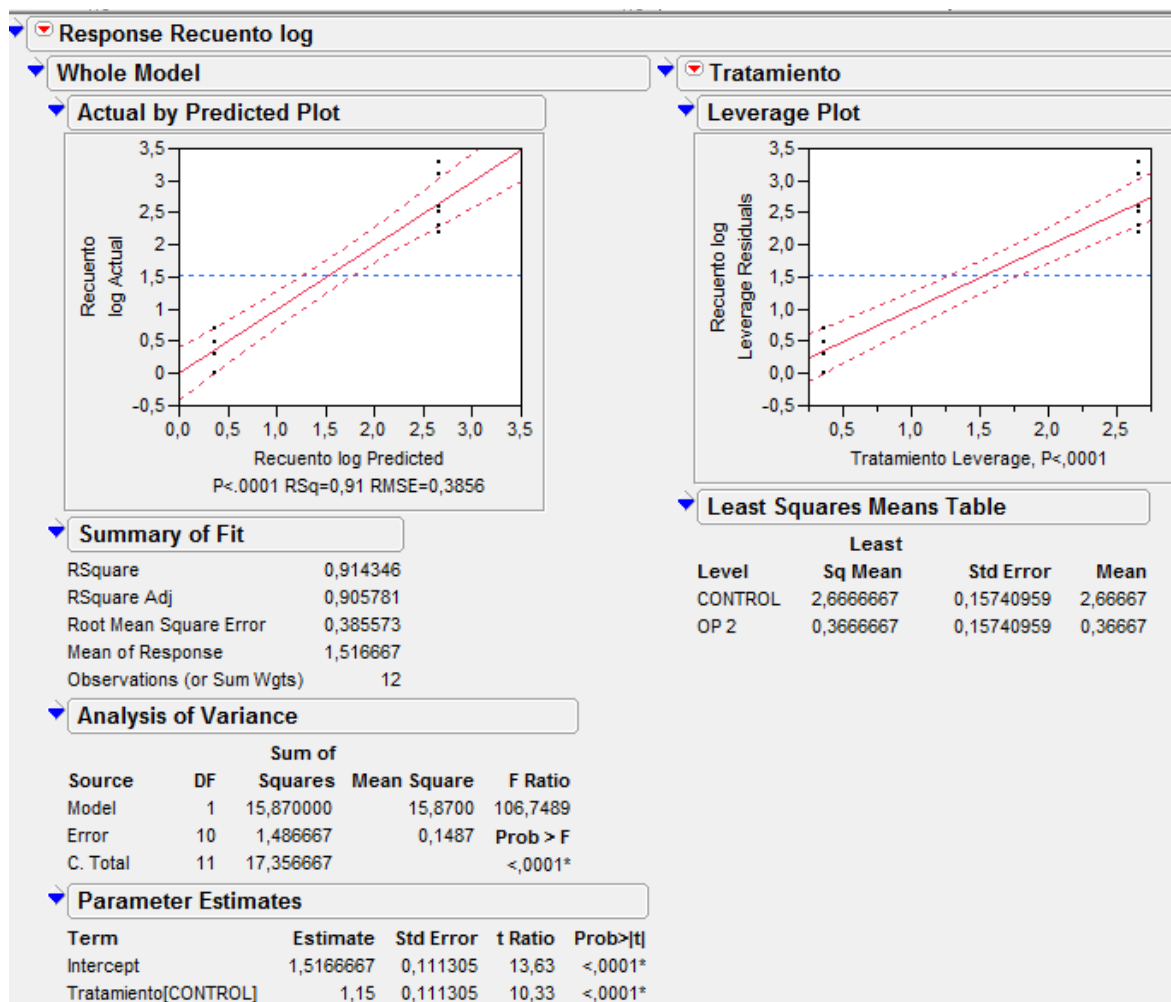 Response Recuento log
Whole Model
Actual by Predicted Plot
3,5
3
2,5
2
1,5
1
0,5
0
-0,5
Recuento
log Actual
0,0 0,5 1,0 1,5 2,0 2,5 3,0 3,5
Recuento log Predicted
P<.0001 RSq=0,91 RMSE=0,3856
Summary of Fit
RSquare 0,914346
RSquare Adj 0,905781
Root Mean Square Error 0,385573
Mean of Response 1,516667
Observations (or Sum Wgts) 12
Analysis of Variance
Sum of
Source DF Squares Mean Square F Ratio
Model 1 15,870000 15,8700 106,7489
Error 10 1,486667 0,1487 Prob > F
C. Total 11 17,356667 <,0001*
Parameter Estimates
Term Estimate Std Error t Ratio Prob>|t|
Intercept 1,5166667 0,111305 13,63 <,0001*
Tratamiento[CONTROL] 1,15 0,111305 10,33 <,0001*
Tratamiento
Leverage Plot
3,5
3,0
2,5
2,0
1,5
1,0
0,5
0,0
-0,5
Recuento log
Leverage Residuals
0,5 1,0 1,5 2,0 2,5
Tratamiento Leverage, P<,0001
Least Squares Means Table
Least
Level Sq Mean Std Error Mean
CONTROL 2,6666667 0,15740959 2,66667
OP 2 0,3666667 0,15740959 0,36667